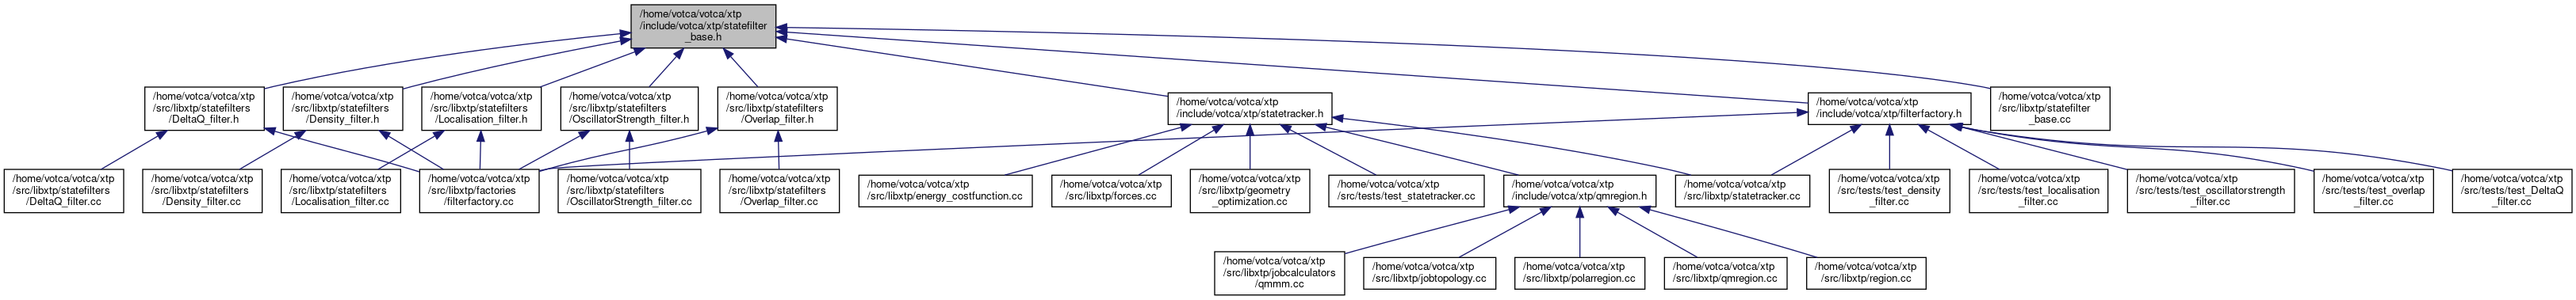 /home/votca/votca/xtp
/include/votca/xtp/statefilter
_base.h
/home/votca/votca/xtp
/src/libxtp/statefilters
/DeltaQ_filter.h
/home/votca/votca/xtp
/src/libxtp/statefilters
/Density_filter.h
/home/votca/votca/xtp
/src/libxtp/statefilters
/Localisation_filter.h
/home/votca/votca/xtp
/src/libxtp/statefilters
/OscillatorStrength_filter.h
/home/votca/votca/xtp
/src/libxtp/statefilters
/Overlap_filter.h
/home/votca/votca/xtp
/include/votca/xtp/statetracker.h
/home/votca/votca/xtp
/include/votca/xtp/filterfactory.h
/home/votca/votca/xtp
/src/libxtp/statefilter
_base.cc
/home/votca/votca/xtp
/src/libxtp/statefilters
/DeltaQ_filter.cc
/home/votca/votca/xtp
/src/libxtp/statefilters
/Density_filter.cc
/home/votca/votca/xtp
/src/libxtp/statefilters
/Localisation_filter.cc
/home/votca/votca/xtp
/src/libxtp/factories
/filterfactory.cc
/home/votca/votca/xtp
/src/libxtp/statefilters
/OscillatorStrength_filter.cc
/home/votca/votca/xtp
/src/libxtp/statefilters
/Overlap_filter.cc
/home/votca/votca/xtp
/src/libxtp/energy_costfunction.cc
/home/votca/votca/xtp
/src/libxtp/forces.cc
/home/votca/votca/xtp
/src/libxtp/geometry
_optimization.cc
/home/votca/votca/xtp
/src/tests/test_statetracker.cc
/home/votca/votca/xtp
/include/votca/xtp/qmregion.h
/home/votca/votca/xtp
/src/libxtp/statetracker.cc
/home/votca/votca/xtp
/src/tests/test_density
_filter.cc
/home/votca/votca/xtp
/src/tests/test_localisation
_filter.cc
/home/votca/votca/xtp
/src/tests/test_oscillatorstrength
_filter.cc
/home/votca/votca/xtp
/src/tests/test_overlap
_filter.cc
/home/votca/votca/xtp
/src/tests/test_DeltaQ
_filter.cc
/home/votca/votca/xtp
/src/libxtp/jobcalculators
/qmmm.cc
/home/votca/votca/xtp
/src/libxtp/jobtopology.cc
/home/votca/votca/xtp
/src/libxtp/polarregion.cc
/home/votca/votca/xtp
/src/libxtp/qmregion.cc
/home/votca/votca/xtp
/src/libxtp/region.cc